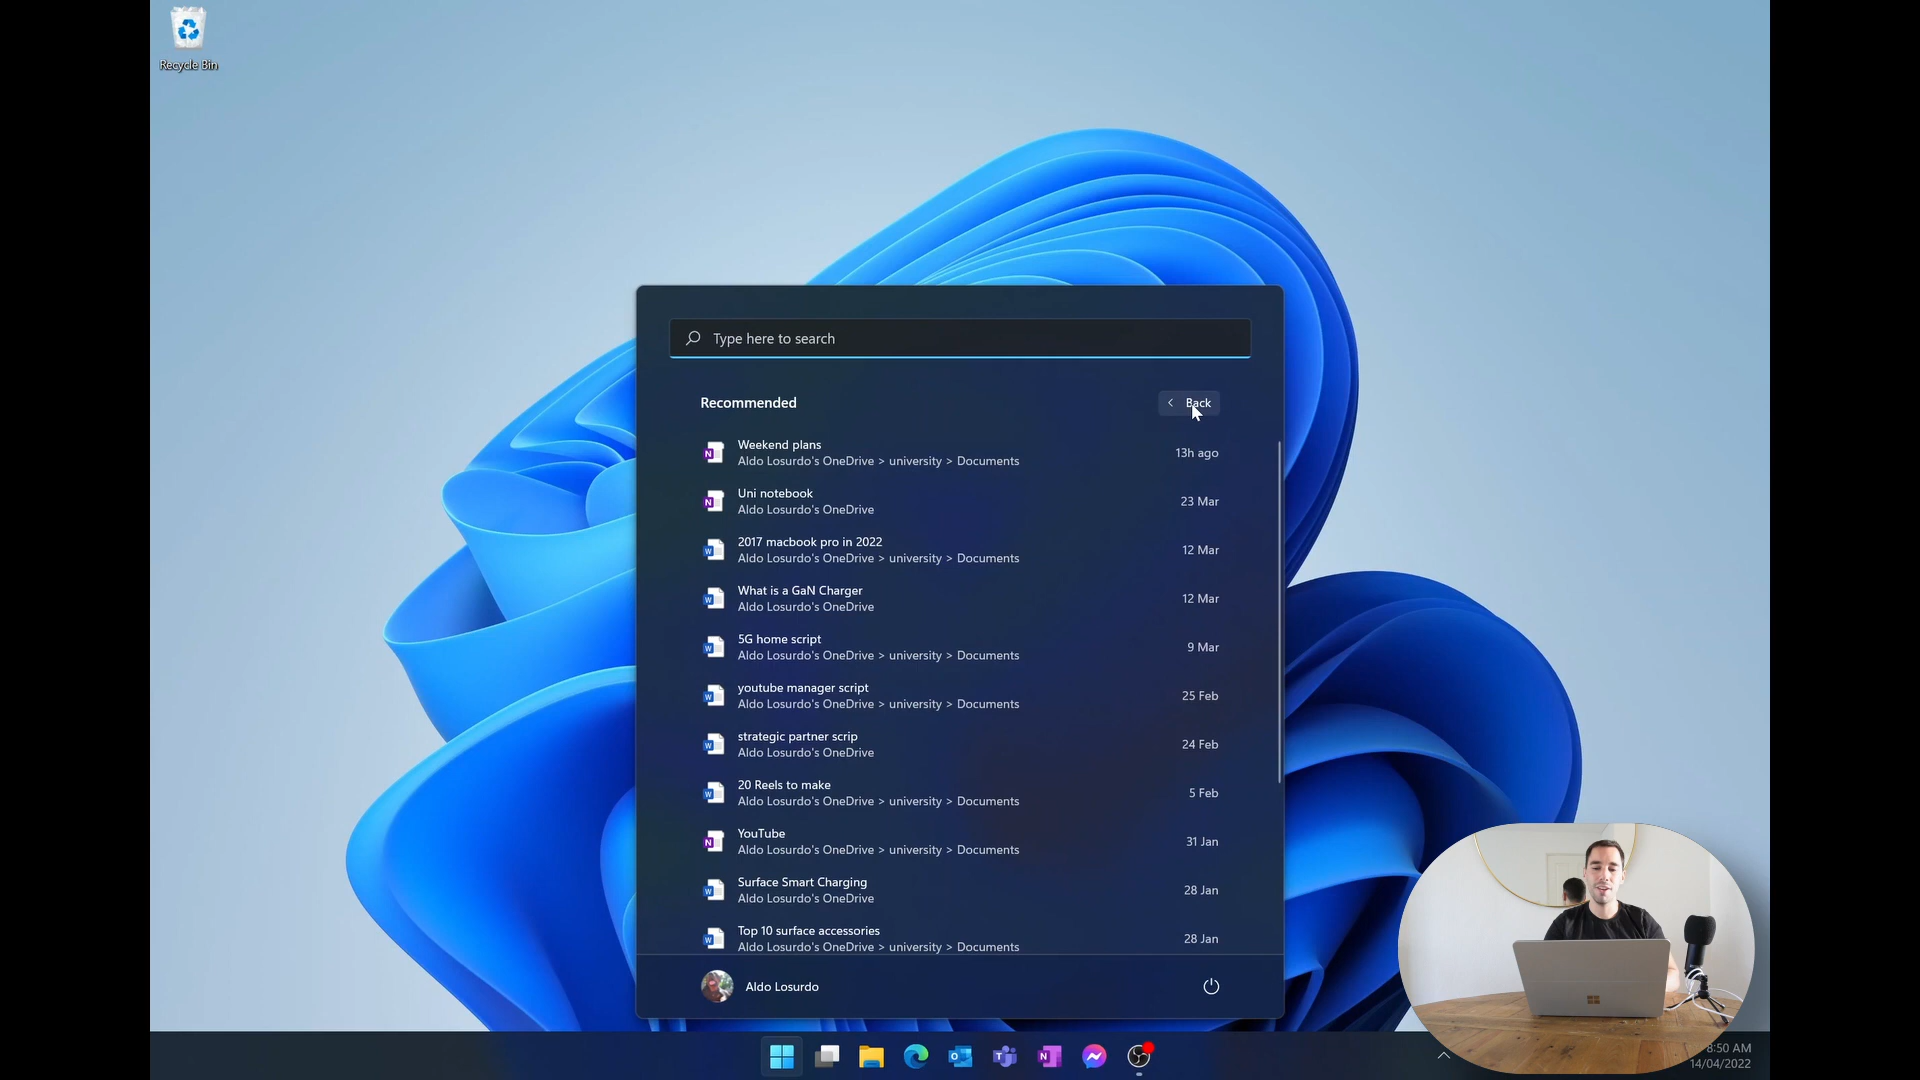 Recycle Bin
Type here to search
Recommended
Back
Weekend plans
Aldo Losurdo's OneDrive > university > Documents
13h ago
Uni notebook
Aldo Losurdo's OneDrive
23 Mar
2017 macbook pro in 2022
Aldo Losurdo's OneDrive > university > Documents
12 Mar
What is a GaN Charger
Aldo Losurdo's OneDrive
12 Mar
5G home script
Aldo Losurdo's OneDrive > university > Documents
9 Mar
youtube manager script
Aldo Losurdo's OneDrive > university > Documents
25 Feb
strategic partner scrip
Aldo Losurdo's OneDrive
24 Feb
20 Reels to make
Aldo Losurdo's OneDrive > university > Documents
5 Feb
YouTube
Aldo Losurdo's OneDrive > university > Documents
31 Jan
Surface Smart Charging
Aldo Losurdo's OneDrive
28 Jan
Top 10 surface accessories
Aldo Losurdo's OneDrive > university > Documents
28 Jan
Aldo Losurdo
8:50 AM
14/04/2022